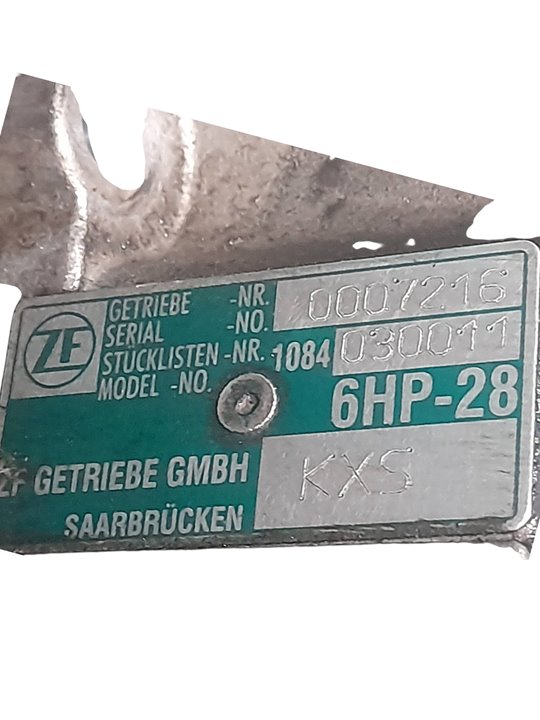 ZF
GETRIEBE -NR. 0007216
SERIAL -NO.
STÜCKLISTEN -NR. 1084 030011
MODEL -NO.
6HP-28
ZF GETRIEBE GMBH KXS
SAARBRÜCKEN